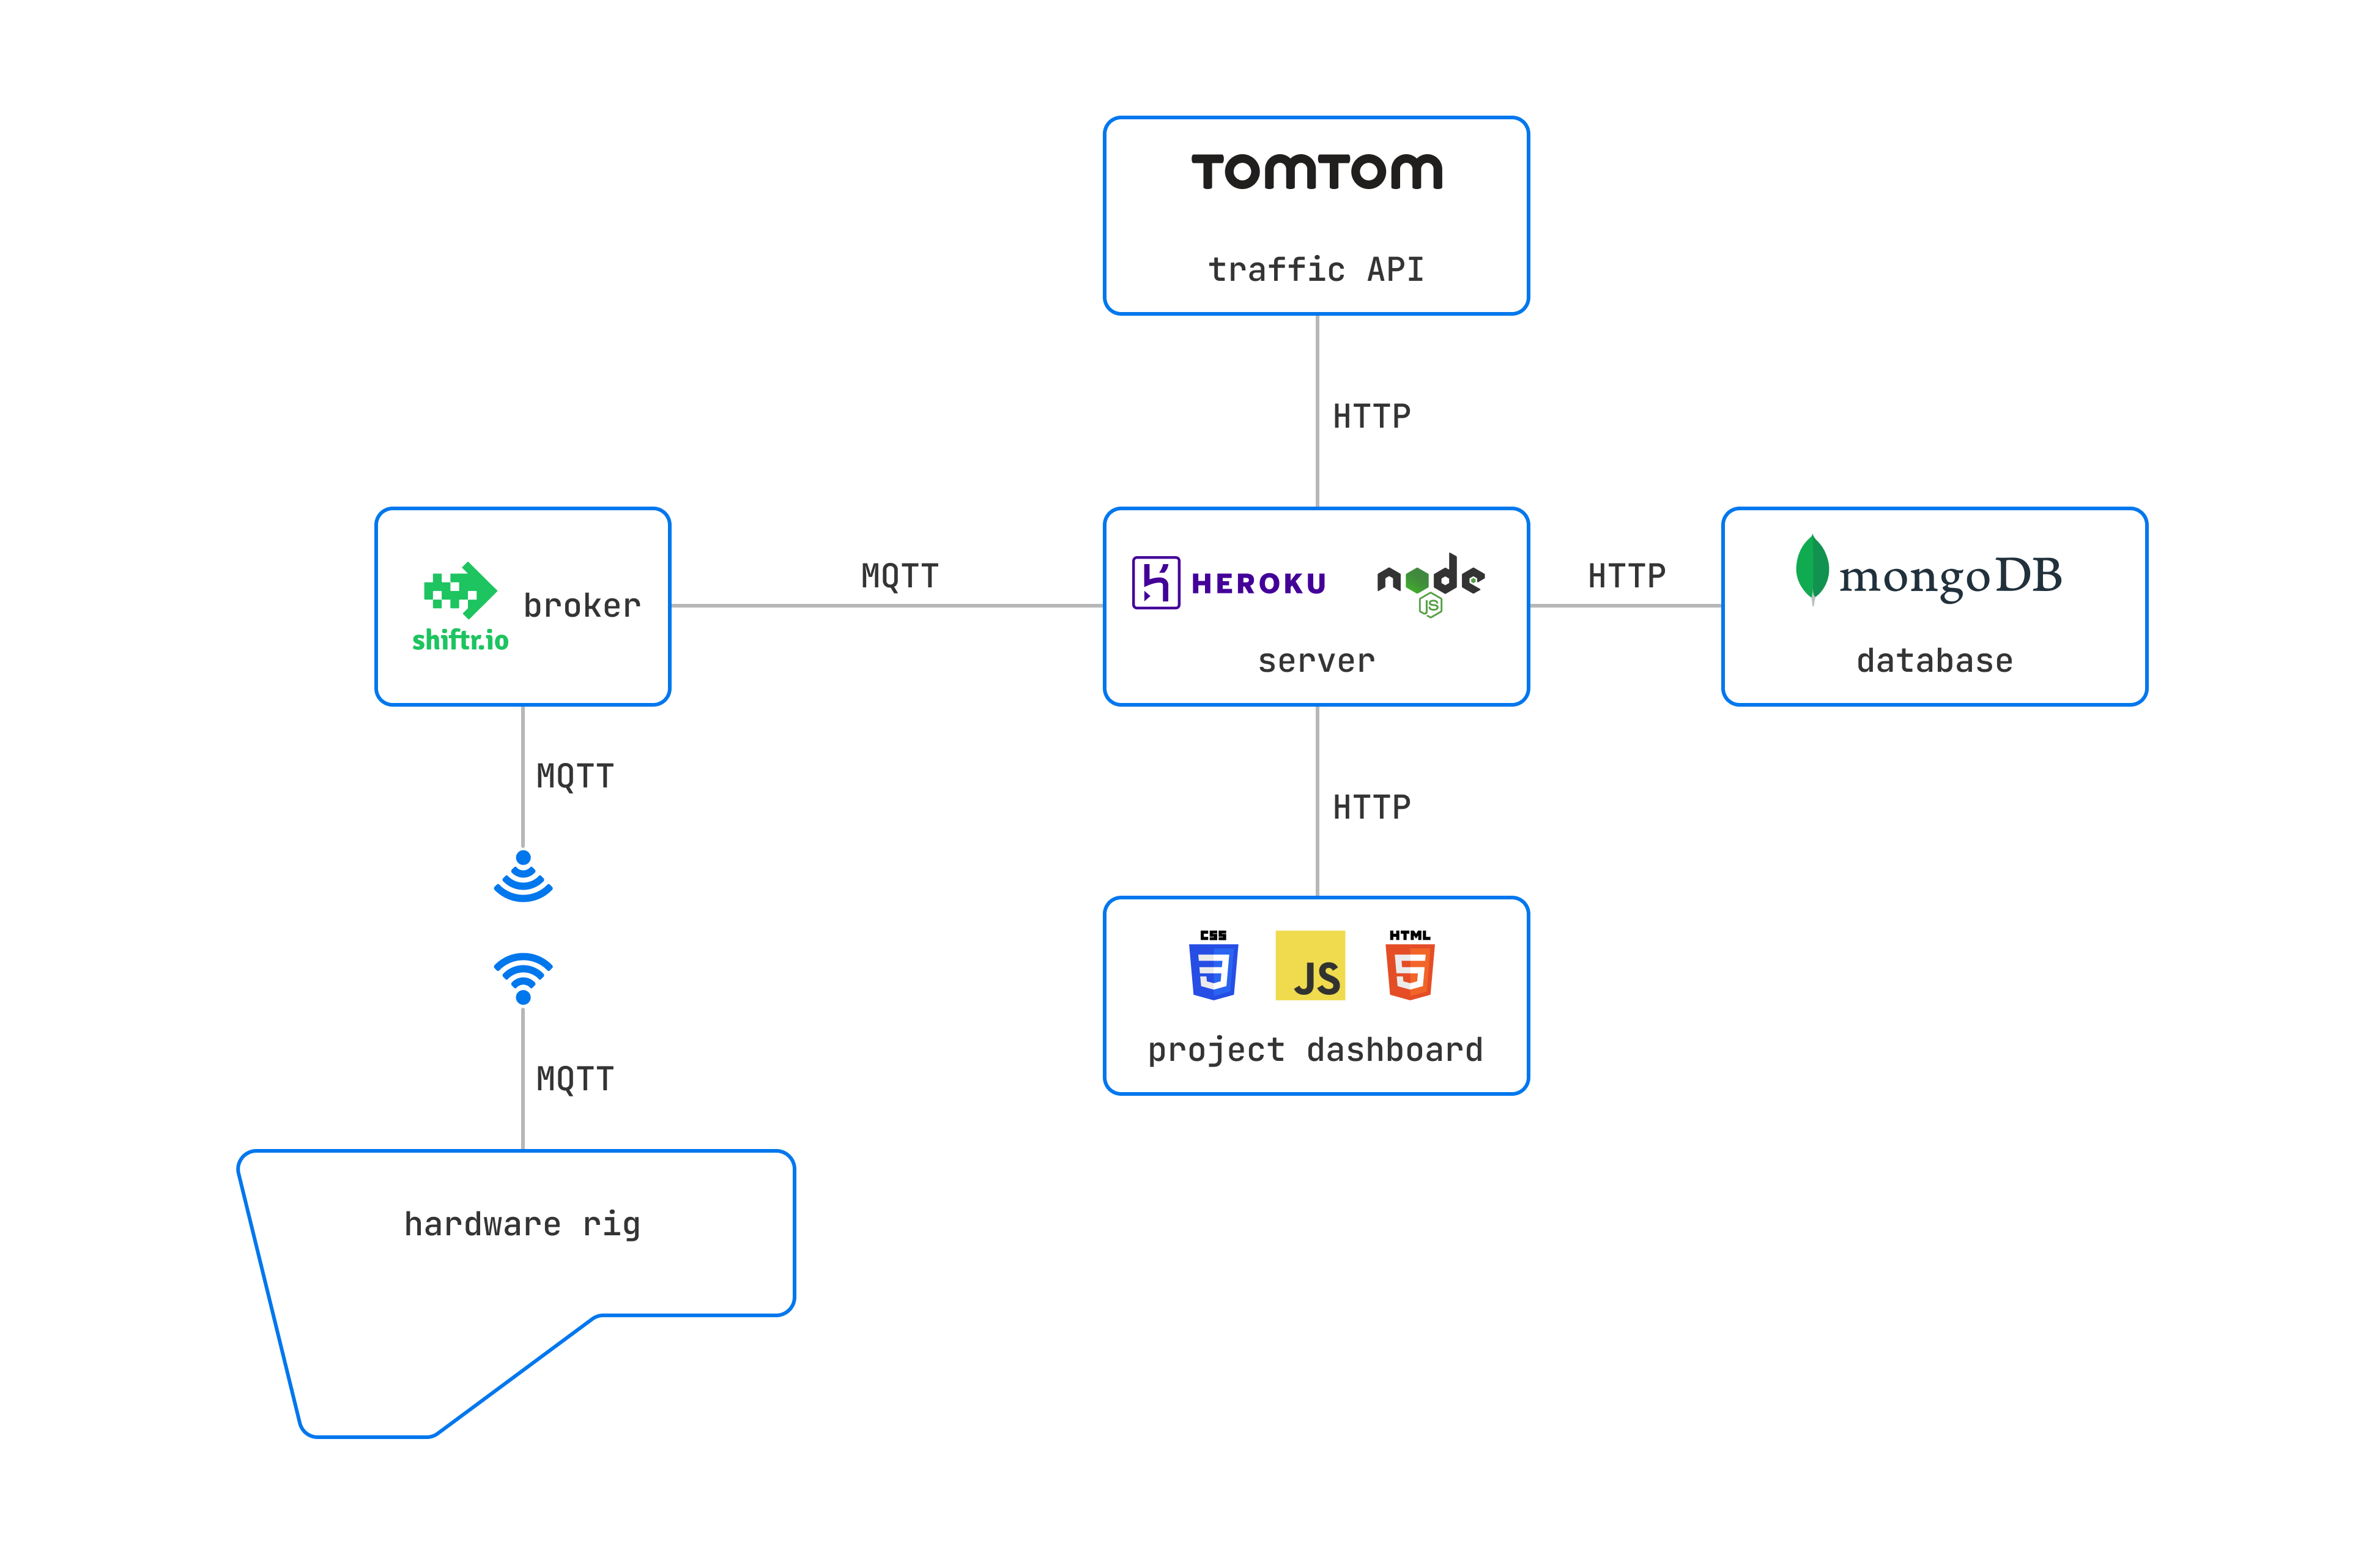 TOMTOM
traffic API
HTTP
shiftr.io
broker
MQTT
HEROKU
node
JS
server
HTTP
mongoDB
database
MQTT
HTTP
CSS
JS
HTML
project dashboard
MQTT
hardware rig